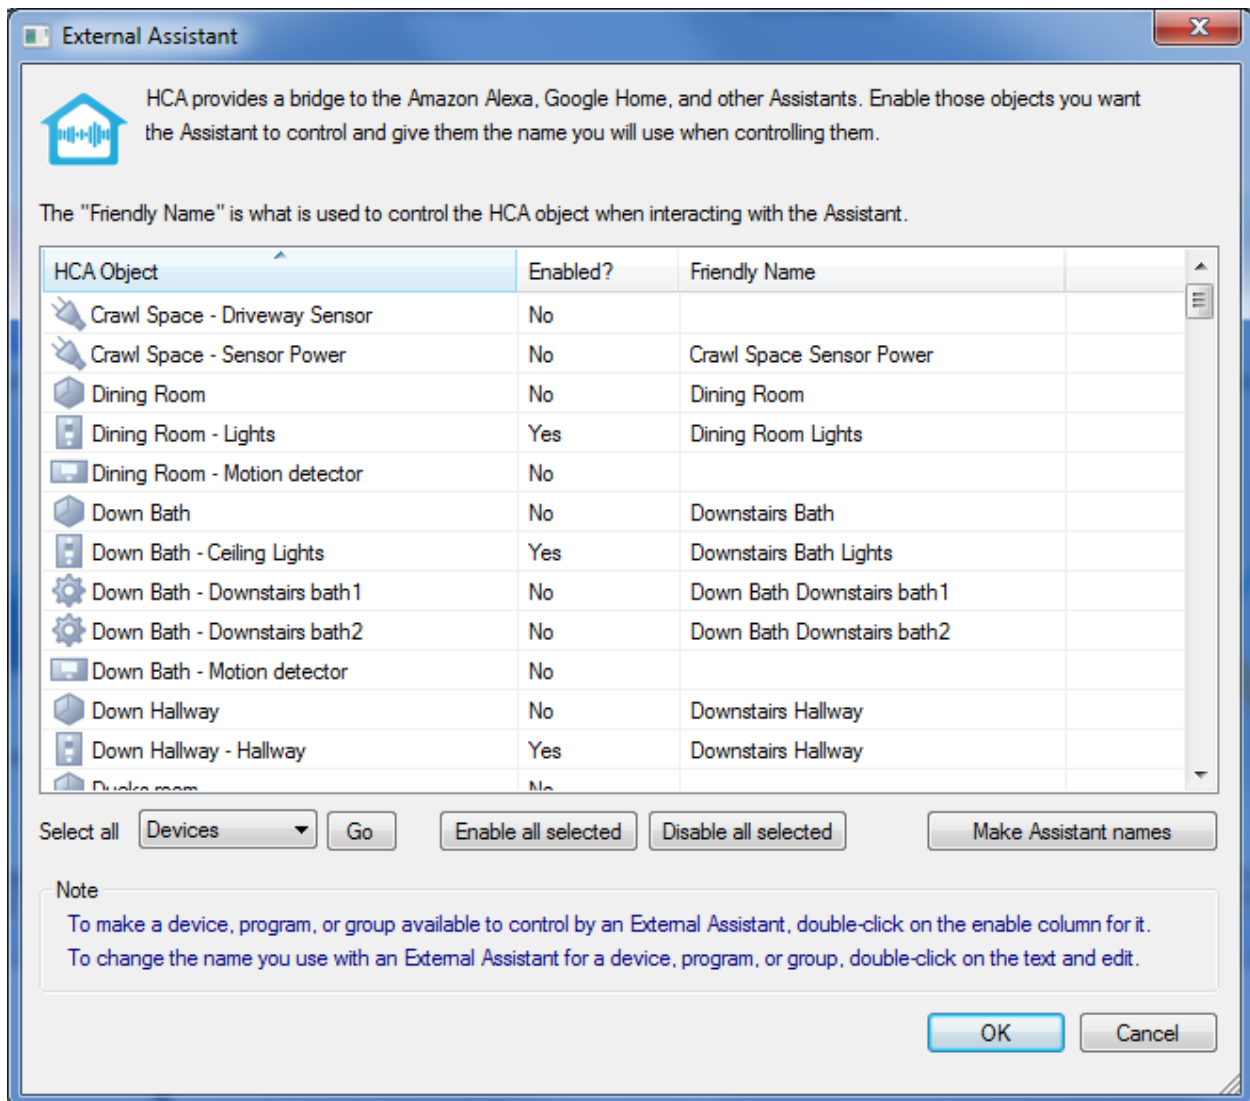 External Assistant
HCA provides a bridge to the Amazon Alexa, Google Home, and other Assistants. Enable those objects you want
the Assistant to control and give them the name you will use when controlling them.
The "Friendly Name" is what is used to control the HCA object when interacting with the Assistant.
HCA Object Enabled? Friendly Name
Crawl Space - Driveway Sensor No
Crawl Space - Sensor Power No Crawl Space Sensor Power
Dining Room No Dining Room
Dining Room - Lights Yes Dining Room Lights
Dining Room - Motion detector No
Down Bath No Downstairs Bath
Down Bath - Ceiling Lights Yes Downstairs Bath Lights
Down Bath - Downstairs bath1 No Down Bath Downstairs bath1
Down Bath - Downstairs bath2 No Down Bath Downstairs bath2
Down Bath - Motion detector No
Down Hallway No Downstairs Hallway
Down Hallway - Hallway Yes Downstairs Hallway
No
Select all Devices Go Enable all selected Disable all selected Make Assistant names
Note
To make a device, program, or group available to control by an External Assistant, double-click on the enable column for it.
To change the name you use with an External Assistant for a device, program, or group, double-click on the text and edit.
OK Cancel